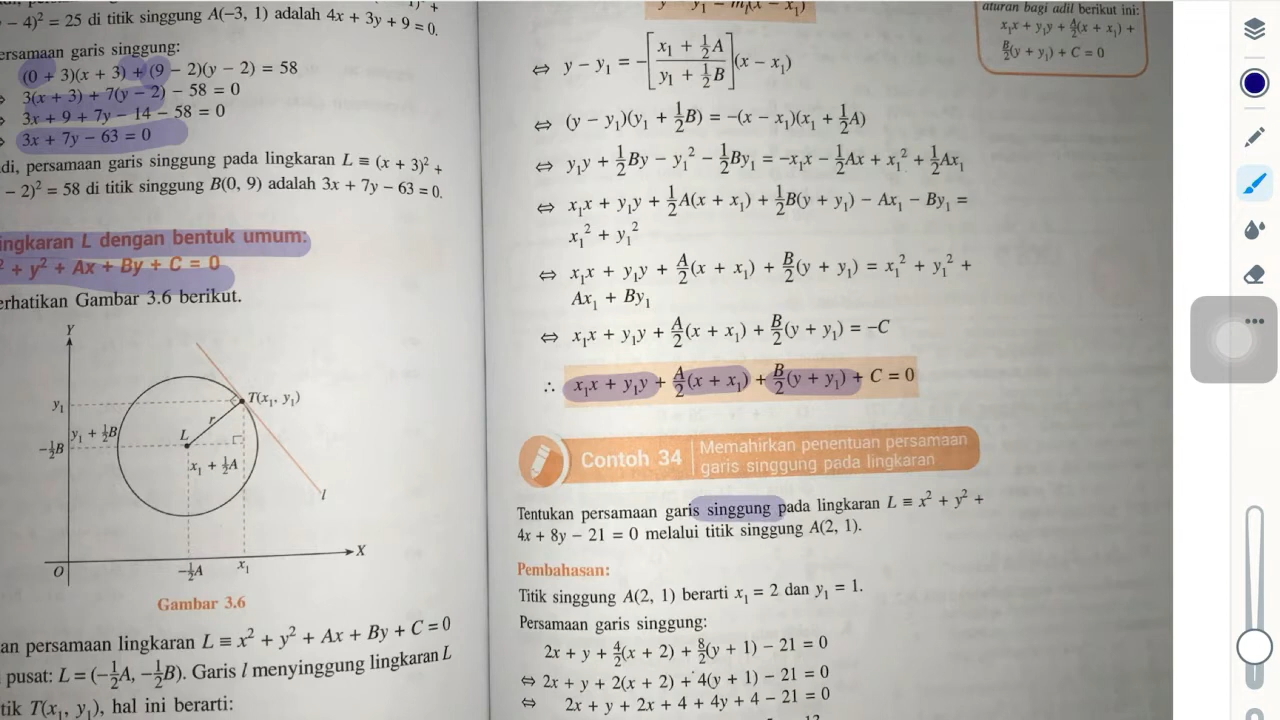 – 4)² = 25 di titik singgung A(–3, 1) adalah 4x + 3y + 9 = 0.
ersamaan garis singgung:
(0 + 3)(x + 3) + (9 – 2)(y – 2) = 58
3(x + 3) + 7(y – 2) – 58 = 0
3x + 9 + 7y – 14 – 58 = 0
3x + 7y – 63 = 0
di, persamaan garis singgung pada lingkaran L ≡ (x + 3)² +
– 2)² = 58 di titik singgung B(0, 9) adalah 3x + 7y – 63 = 0.
ingkaran L dengan bentuk umum:
² + y² + Ax + By + C = 0
erhatikan Gambar 3.6 berikut.
Y
y₁
T(x₁, y₁)
r
y₁ + ½B
L
–½B
x₁ + ½A
l
X
O
–½A
x₁
Gambar 3.6
an persamaan lingkaran L ≡ x² + y² + Ax + By + C = 0
pusat: L = (–½A, –½B). Garis l menyinggung lingkaran L
tik T(x₁, y₁), hal ini berarti:
y – y₁ = m(x – x₁)
⇔ y – y₁ = –[(x₁ + ½A)/(y₁ + ½B)](x – x₁)
⇔ (y – y₁)(y₁ + ½B) = –(x – x₁)(x₁ + ½A)
⇔ y₁y + ½By – y₁² – ½By₁ = –x₁x – ½Ax + x₁² + ½Ax₁
⇔ x₁x + y₁y + ½A(x + x₁) + ½B(y + y₁) – Ax₁ – By₁ =
x₁² + y₁²
⇔ x₁x + y₁y + A/2(x + x₁) + B/2(y + y₁) = x₁² + y₁² +
Ax₁ + By₁
⇔ x₁x + y₁y + A/2(x + x₁) + B/2(y + y₁) = –C
∴ x₁x + y₁y + A/2(x + x₁) + B/2(y + y₁) + C = 0
aturan bagi adil berikut ini:
x₁x + y₁y + A/2(x + x₁) +
B/2(y + y₁) + C = 0
Contoh 34
Memahirkan penentuan persamaan
garis singgung pada lingkaran
Tentukan persamaan garis singgung pada lingkaran L ≡ x² + y² +
4x + 8y – 21 = 0 melalui titik singgung A(2, 1).
Pembahasan:
Titik singgung A(2, 1) berarti x₁ = 2 dan y₁ = 1.
Persamaan garis singgung:
2x + y + 4/2(x + 2) + 8/2(y + 1) – 21 = 0
⇔ 2x + y + 2(x + 2) + 4(y + 1) – 21 = 0
⇔ 2x + y + 2x + 4 + 4y + 4 – 21 = 0